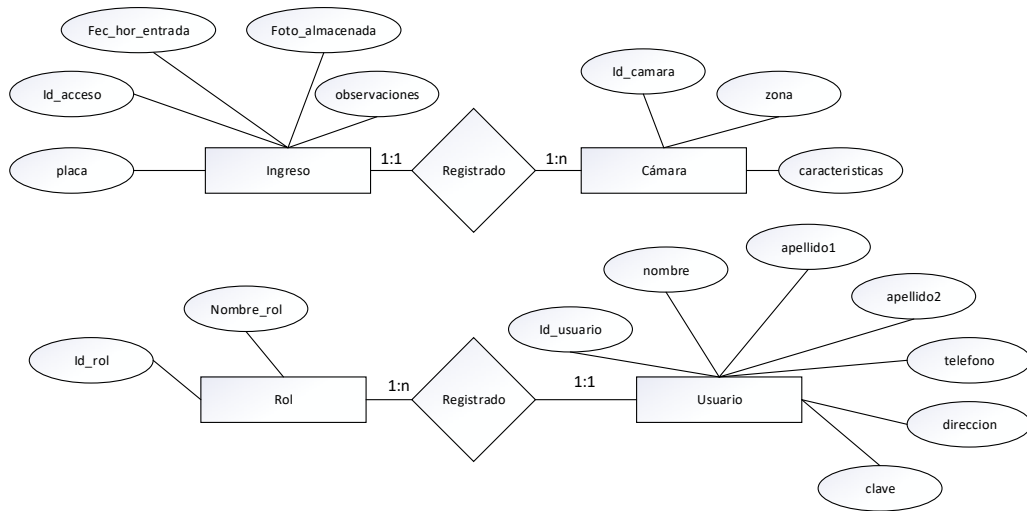 Fec_hor_entrada
Foto_almacenada
Id_acceso
observaciones
placa
Ingreso
1:1
Registrado
1:n
Cámara
Id_camara
zona
caracteristicas
Id_rol
Nombre_rol
Rol
1:n
Registrado
1:1
Usuario
Id_usuario
nombre
apellido1
apellido2
telefono
direccion
clave